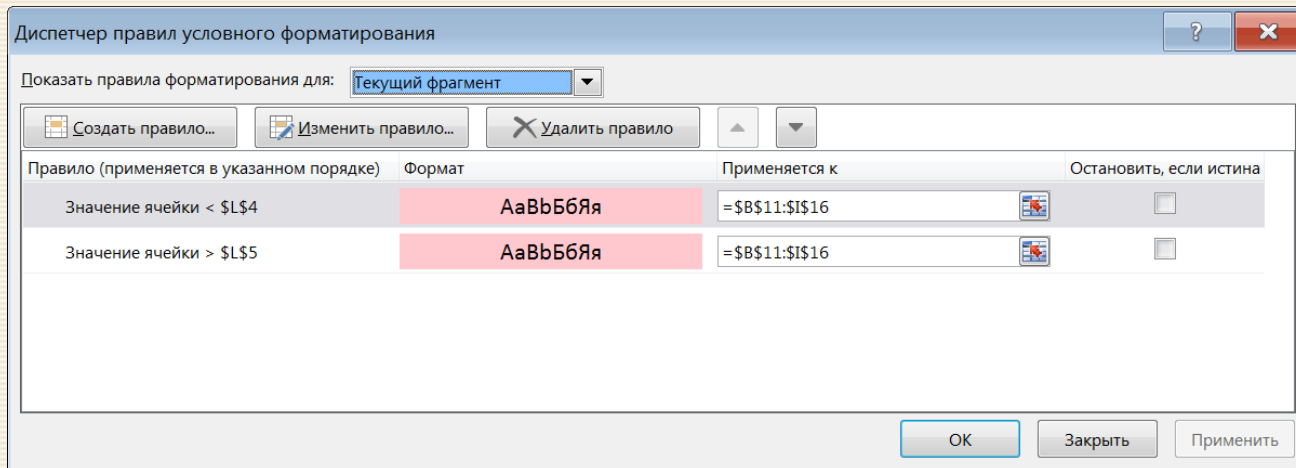 Диспетчер правил условного форматирования
?
Показать правила форматирования для: Текущий фрагмент
Создать правило... Изменить правило... Удалить правило
Правило (применяется в указанном порядке) Формат Применяется к Остановить, если истина
Значение ячейки < $L$4 АаВbБбЯя =$B$11:$I$16
Значение ячейки > $L$5 АаВbБбЯя =$B$11:$I$16
ОК Закрыть Применить